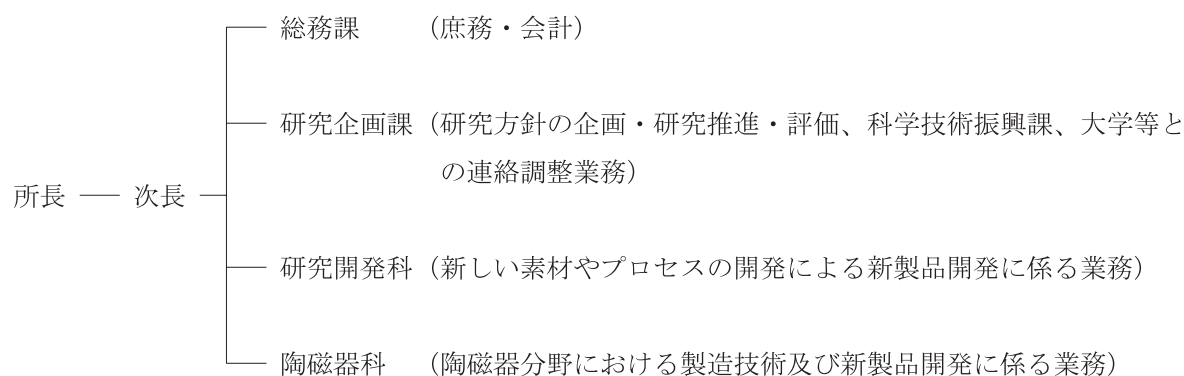 総務課 （庶務・会計）
研究企画課（研究方針の企画・研究推進・評価、科学技術振興課、大学等と
の連絡調整業務）
所長 次長
研究開発科（新しい素材やプロセスの開発による新製品開発に係る業務）
陶磁器科 （陶磁器分野における製造技術及び新製品開発に係る業務）